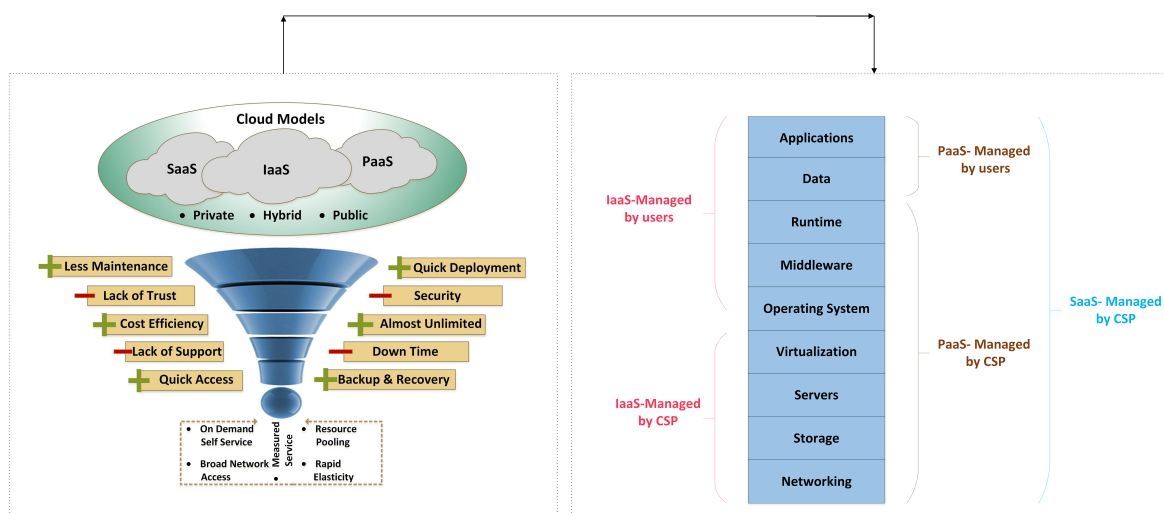 Cloud Models
SaaS
IaaS
PaaS
• Private • Hybrid • Public
Less Maintenance
Quick Deployment
Lack of Trust
Security
Cost Efficiency
Almost Unlimited
Lack of Support
Down Time
Quick Access
Backup & Recovery
• On Demand
Self Service
• Broad Network
Access
• Measured
Service
• Resource
Pooling
• Rapid
Elasticity
IaaS-Managed
by users
IaaS-Managed
by CSP
Applications
Data
Runtime
Middleware
Operating System
Virtualization
Servers
Storage
Networking
PaaS- Managed
by users
PaaS- Managed
by CSP
SaaS- Managed
by CSP